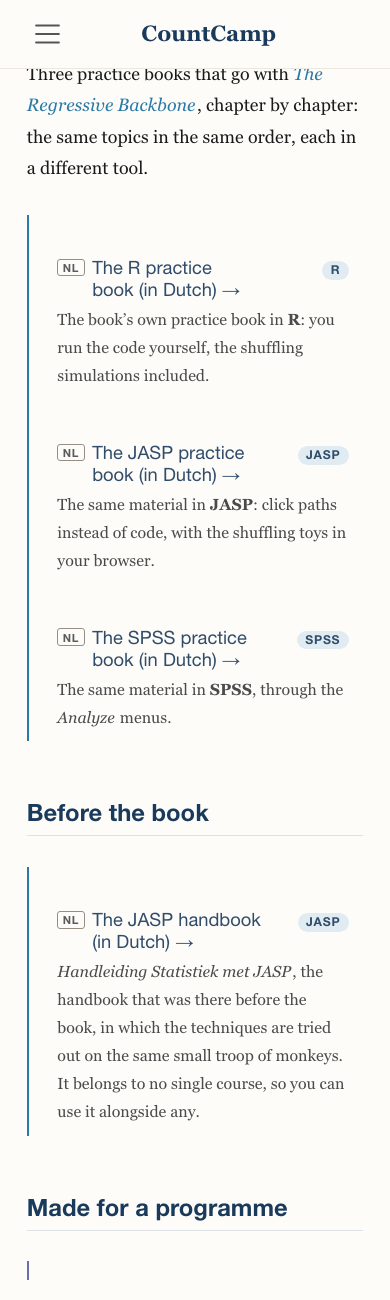 CountCamp
Three practice books that go with The
Regressive Backbone, chapter by chapter:
the same topics in the same order, each in
a different tool.
NL The R practice R
book (in Dutch) →
The book’s own practice book in R: you
run the code yourself, the shuffling
simulations included.
NL The JASP practice JASP
book (in Dutch) →
The same material in JASP: click paths
instead of code, with the shuffling toys in
your browser.
NL The SPSS practice SPSS
book (in Dutch) →
The same material in SPSS, through the
Analyze menus.
Before the book
NL The JASP handbook JASP
(in Dutch) →
Handleiding Statistiek met JASP, the
handbook that was there before the
book, in which the techniques are tried
out on the same small troop of monkeys.
It belongs to no single course, so you can
use it alongside any.
Made for a programme